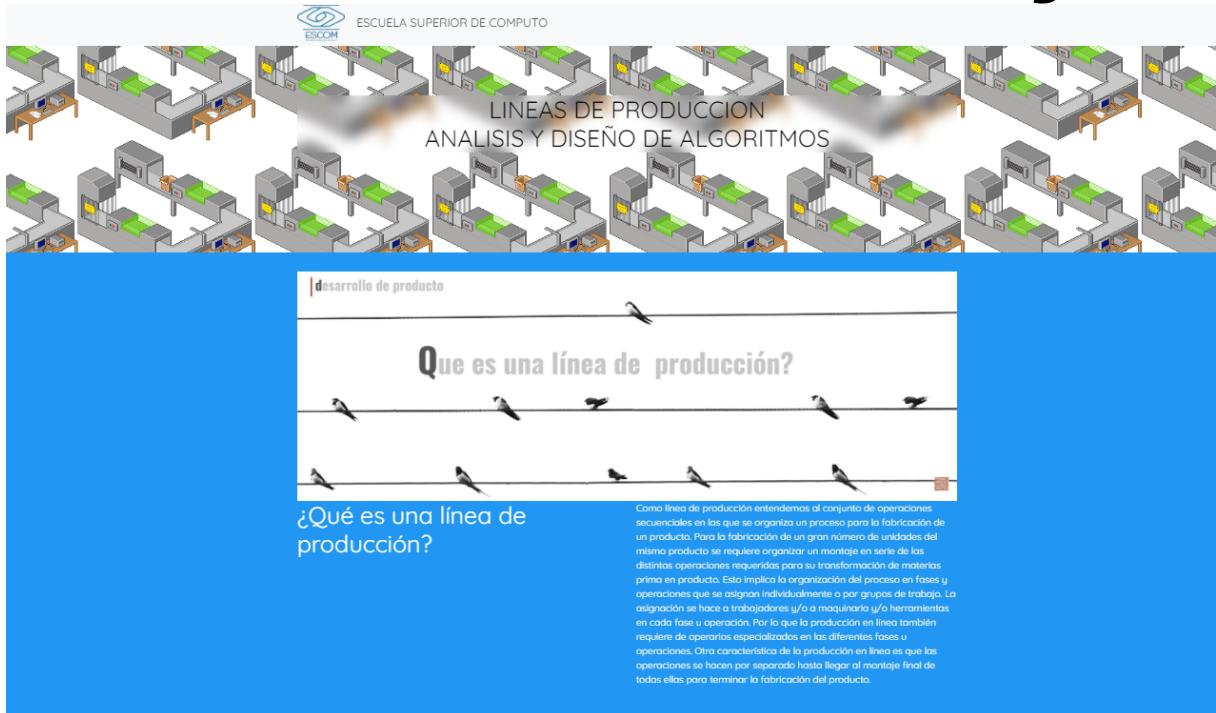 ESCOM
ESCUELA SUPERIOR DE COMPUTO
LINEAS DE PRODUCCION
ANALISIS Y DISEÑO DE ALGORITMOS
desarrollo de producto
Que es una línea de producción?
¿Qué es una línea de
producción?
Como línea de producción entendemos al conjunto de operaciones
secuenciales en las que se organiza un proceso para la fabricación de
un producto. Para la fabricación de un gran número de unidades del
mismo producto se requiere organizar un montaje en serie de las
distintas operaciones requeridas para su transformación de materias
prima en producto. Esto implica la organización del proceso en fases y
operaciones que se asignan individualmente o por grupos de trabajo. La
asignación se hace a trabajadores y/o a maquinaria y/o herramientas
en cada fase u operación. Por lo que la producción en línea también
requiere de operarios especializados en las diferentes fases u
operaciones. Otra característica de la producción en línea es que las
operaciones se hacen por separado hasta llegar al montaje final de
todas ellas para terminar la fabricación del producto.